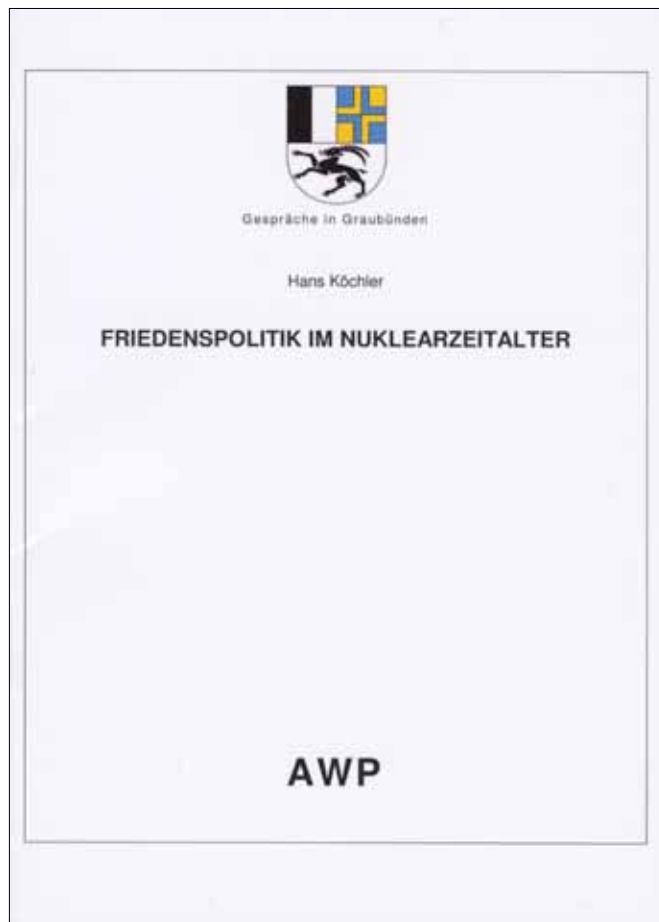 Gespräche in Graubünden
Hans Köchler
FRIEDENSPOLITIK IM NUKLEARZEITALTER
AWP